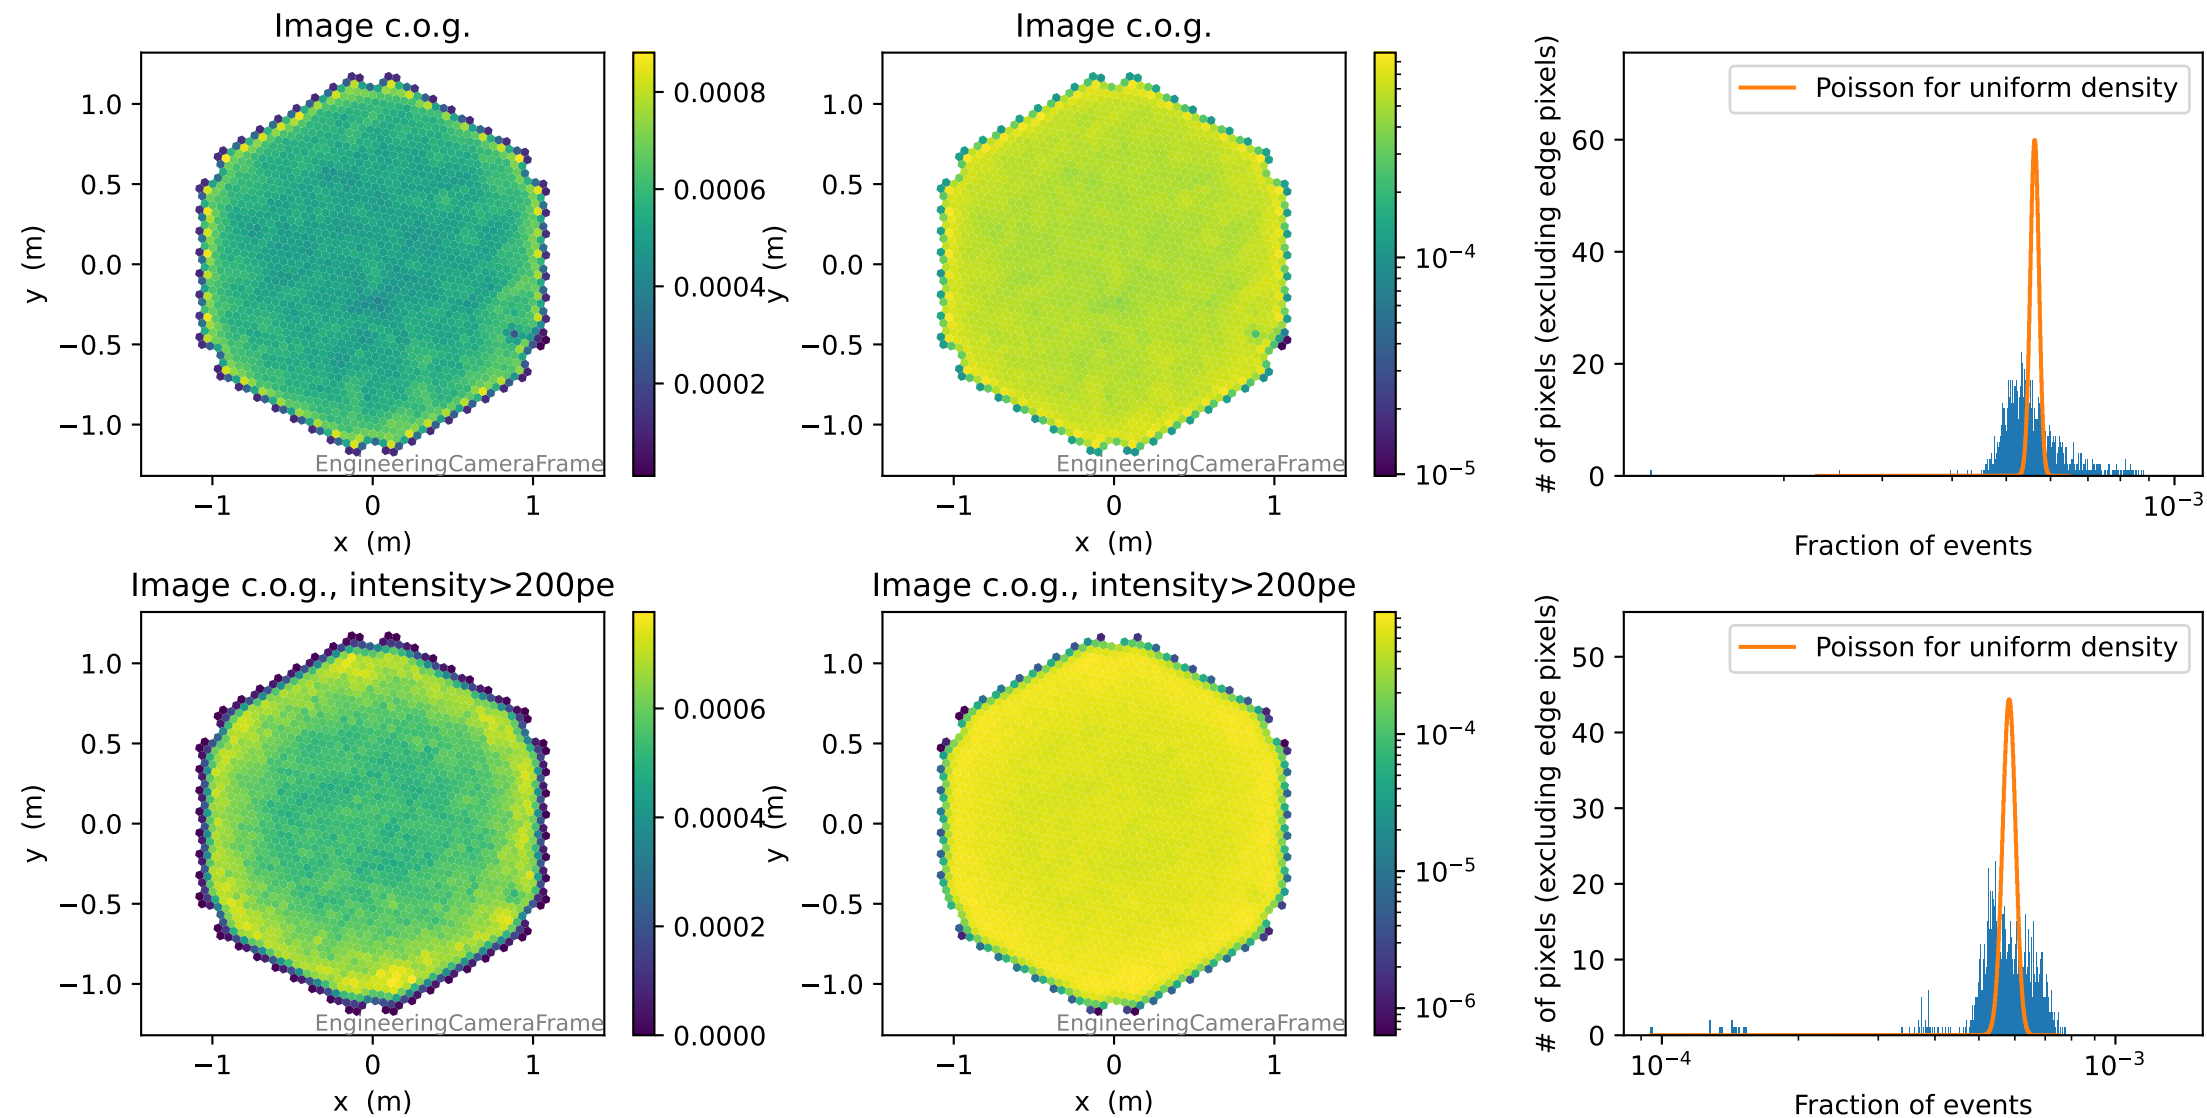 Image c.o.g.
1.0
0.5
0.0
−0.5
−1.0
y (m)
−1
0
1
x (m)
EngineeringCameraFrame
0.0008
0.0006
0.0004
0.0002
Image c.o.g.
1.0
0.5
0.0
−0.5
−1.0
y (m)
−1
0
1
x (m)
EngineeringCameraFrame
10⁻⁴
10⁻⁵
Poisson for uniform density
60
40
20
0
# of pixels (excluding edge pixels)
10⁻³
Fraction of events
Image c.o.g., intensity>200pe
1.0
0.5
0.0
−0.5
−1.0
y (m)
−1
0
1
x (m)
EngineeringCameraFrame
0.0006
0.0004
0.0002
0.0000
Image c.o.g., intensity>200pe
1.0
0.5
0.0
−0.5
−1.0
y (m)
−1
0
1
x (m)
EngineeringCameraFrame
10⁻⁴
10⁻⁵
10⁻⁶
Poisson for uniform density
50
40
30
20
10
0
# of pixels (excluding edge pixels)
10⁻⁴
10⁻³
Fraction of events